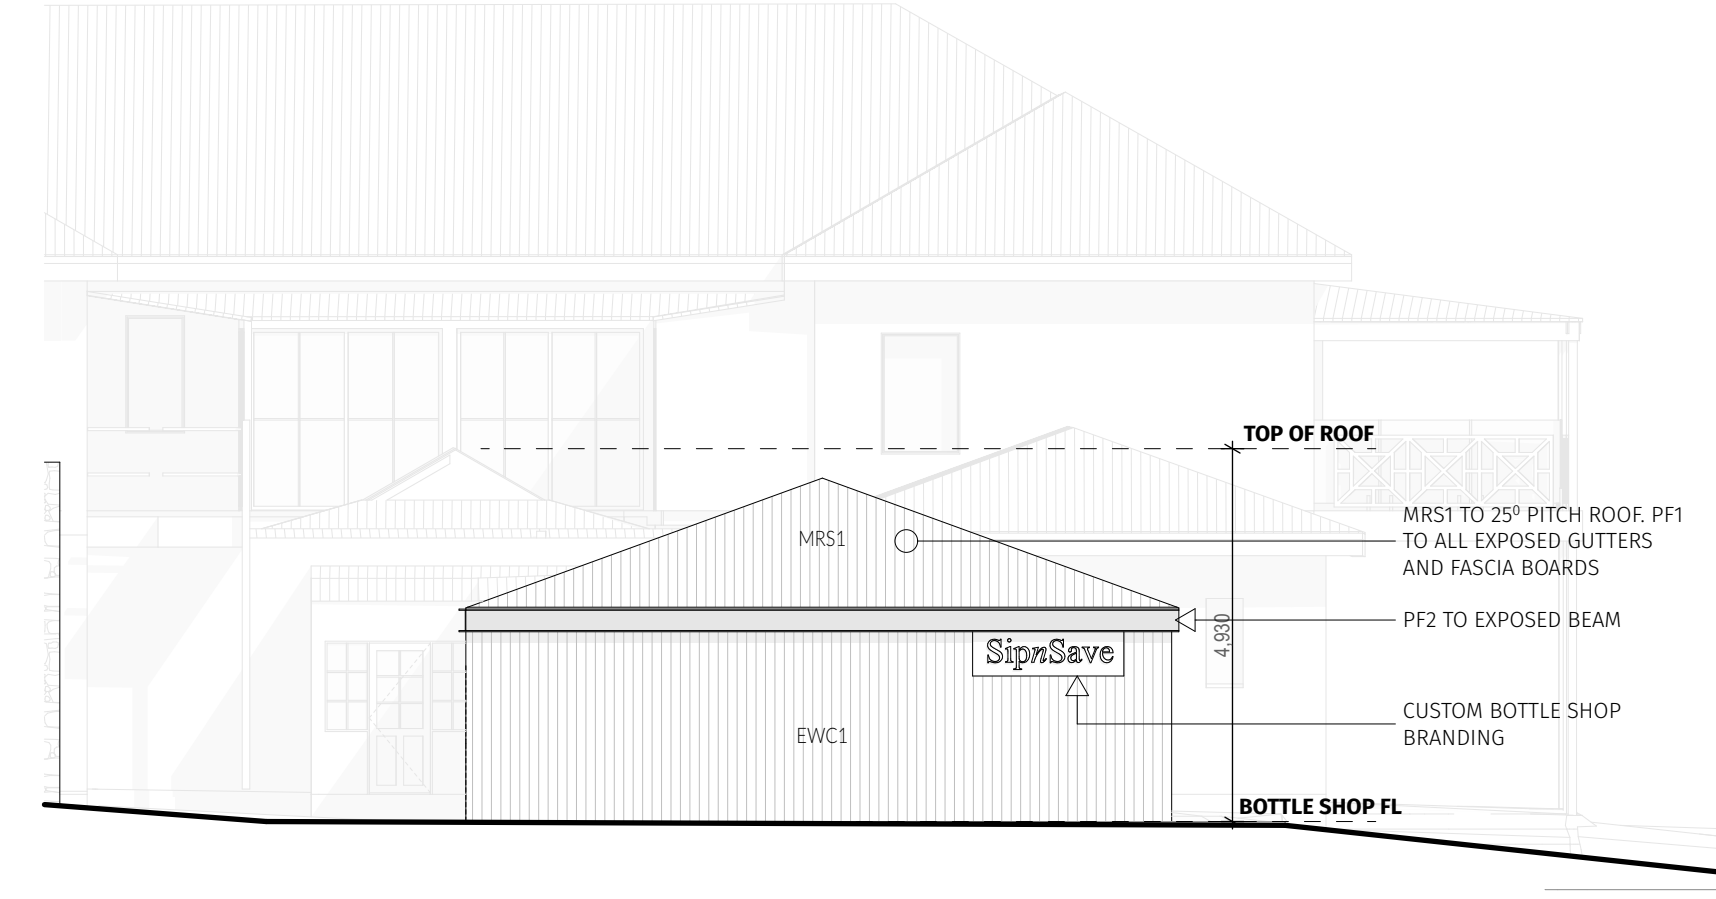 TOP OF ROOF
MRS1 TO 25⁰ PITCH ROOF. PF1
TO ALL EXPOSED GUTTERS
AND FASCIA BOARDS
MRS1
PF2 TO EXPOSED BEAM
4,930
SipnSave
CUSTOM BOTTLE SHOP
BRANDING
EWC1
BOTTLE SHOP FL